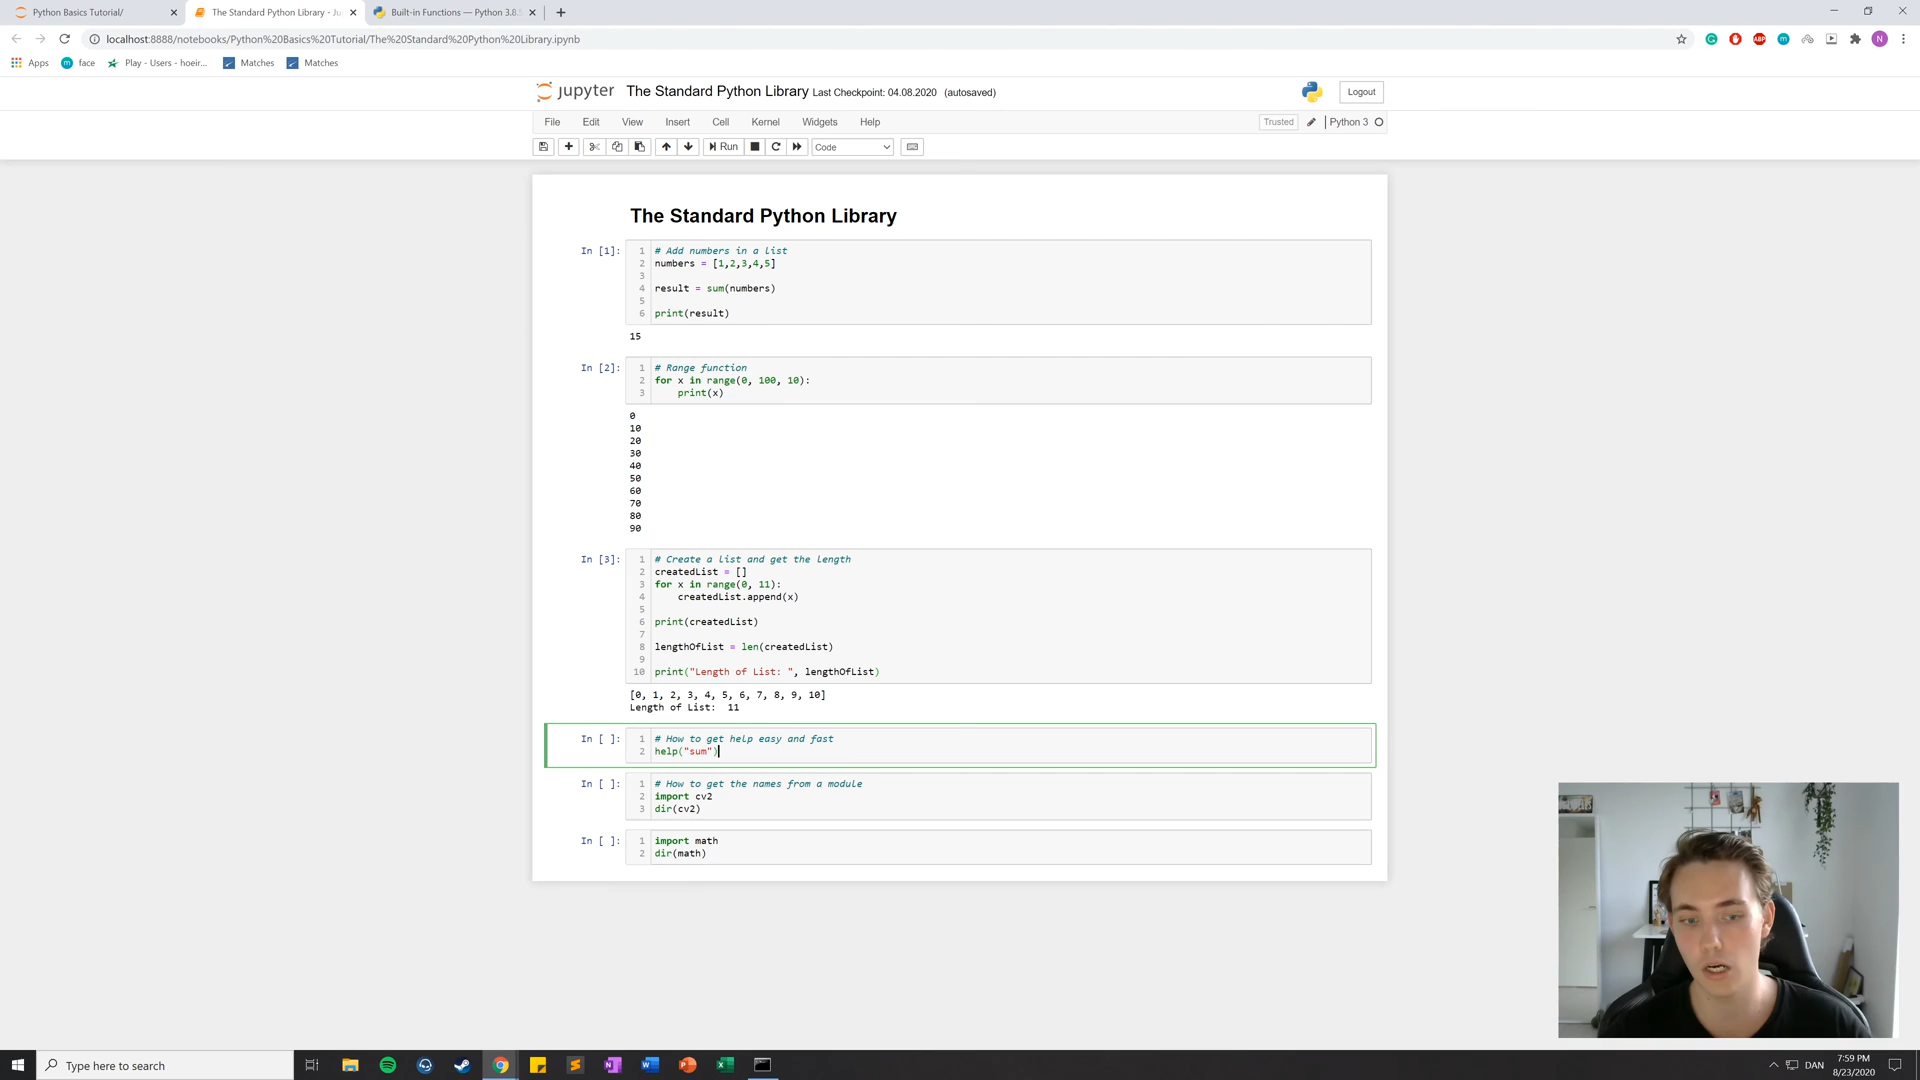 Python Basics Tutorial/
The Standard Python Library - Ju
Built-in Functions — Python 3.8.5
localhost:8888/notebooks/Python%20Basics%20Tutorial/The%20Standard%20Python%20Library.ipynb
ABP
m
N
Apps
m face
Play - Users - hoeir...
Matches
Matches
jupyter The Standard Python Library Last Checkpoint: 04.08.2020 (autosaved)
Logout
File Edit View Insert Cell Kernel Widgets Help
Trusted
Python 3
Run
Code
The Standard Python Library
In [1]:
1 # Add numbers in a list
2 numbers = [1,2,3,4,5]
3
4 result = sum(numbers)
5
6 print(result)
15
In [2]:
1 # Range function
2 for x in range(0, 100, 10):
3 print(x)
0
10
20
30
40
50
60
70
80
90
In [3]:
1 # Create a list and get the length
2 createdList = []
3 for x in range(0, 11):
4 createdList.append(x)
5
6 print(createdList)
7
8 lengthOfList = len(createdList)
9
10 print("Length of List: ", lengthOfList)
[0, 1, 2, 3, 4, 5, 6, 7, 8, 9, 10]
Length of List:  11
In [ ]:
1 # How to get help easy and fast
2 help("sum")
In [ ]:
1 # How to get the names from a module
2 import cv2
3 dir(cv2)
In [ ]:
1 import math
2 dir(math)
Type here to search
DAN
7:59 PM
8/23/2020